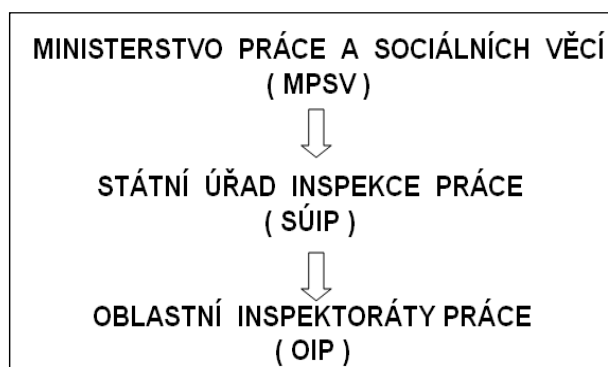 MINISTERSTVO PRÁCE A SOCIÁLNÍCH VĚCÍ
( MPSV )
STÁTNÍ ÚŘAD INSPEKCE PRÁCE
( SÚIP )
OBLASTNÍ INSPEKTORÁTY PRÁCE
( OIP )